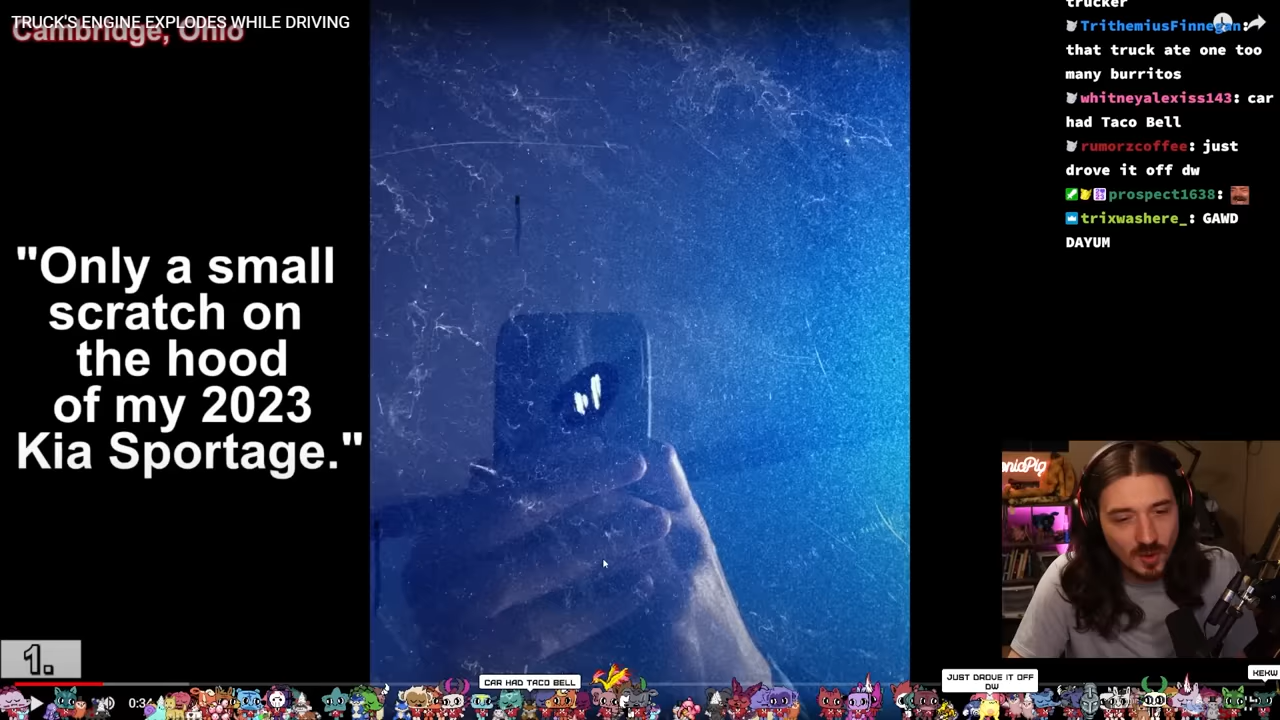 TRUCK'S ENGINE EXPLODES WHILE DRIVING
Cambridge, Ohio
"Only a small
scratch on
the hood
of my 2023
Kia Sportage."
1.
0:34
trucker
TrithemiusFinnegan:
that truck ate one too
many burritos
whitneyalexiss143: car
had Taco Bell
rumorzcoffee: just
drove it off dw
prospect1638:
trixwashere_: GAWD
DAYUM
CAR HAD TACO BELL
JUST DROVE IT OFF
DW
KEKW